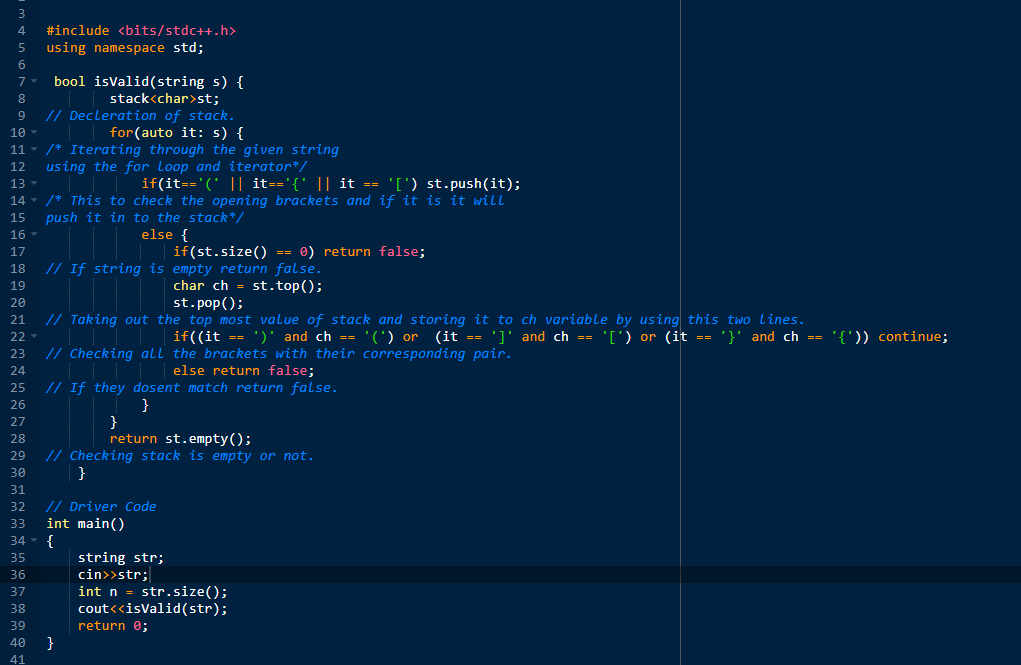 3
4 #include <bits/stdc++.h>
5 using namespace std;
6
7 bool isValid(string s) {
8 stack<char>st;
9 // Decleration of stack.
10 for(auto it: s) {
11 /* Iterating through the given string
12 using the for loop and iterator*/
13 if(it=='(' || it=='{' || it == '[') st.push(it);
14 /* This to check the opening brackets and if it is it will
15 push it in to the stack*/
16 else {
17 if(st.size() == 0) return false;
18 // If string is empty return false.
19 char ch = st.top();
20 st.pop();
21 // Taking out the top most value of stack and storing it to ch variable by using this two lines.
22 if((it == ')' and ch == '(') or  (it == ']' and ch == '[') or (it == '}' and ch == '{')) continue;
23 // Checking all the brackets with their corresponding pair.
24 else return false;
25 // If they dosent match return false.
26 }
27 }
28 return st.empty();
29 // Checking stack is empty or not.
30 }
31
32 // Driver Code
33 int main()
34 {
35 string str;
36 cin>>str;
37 int n = str.size();
38 cout<<isValid(str);
39 return 0;
40 }
41